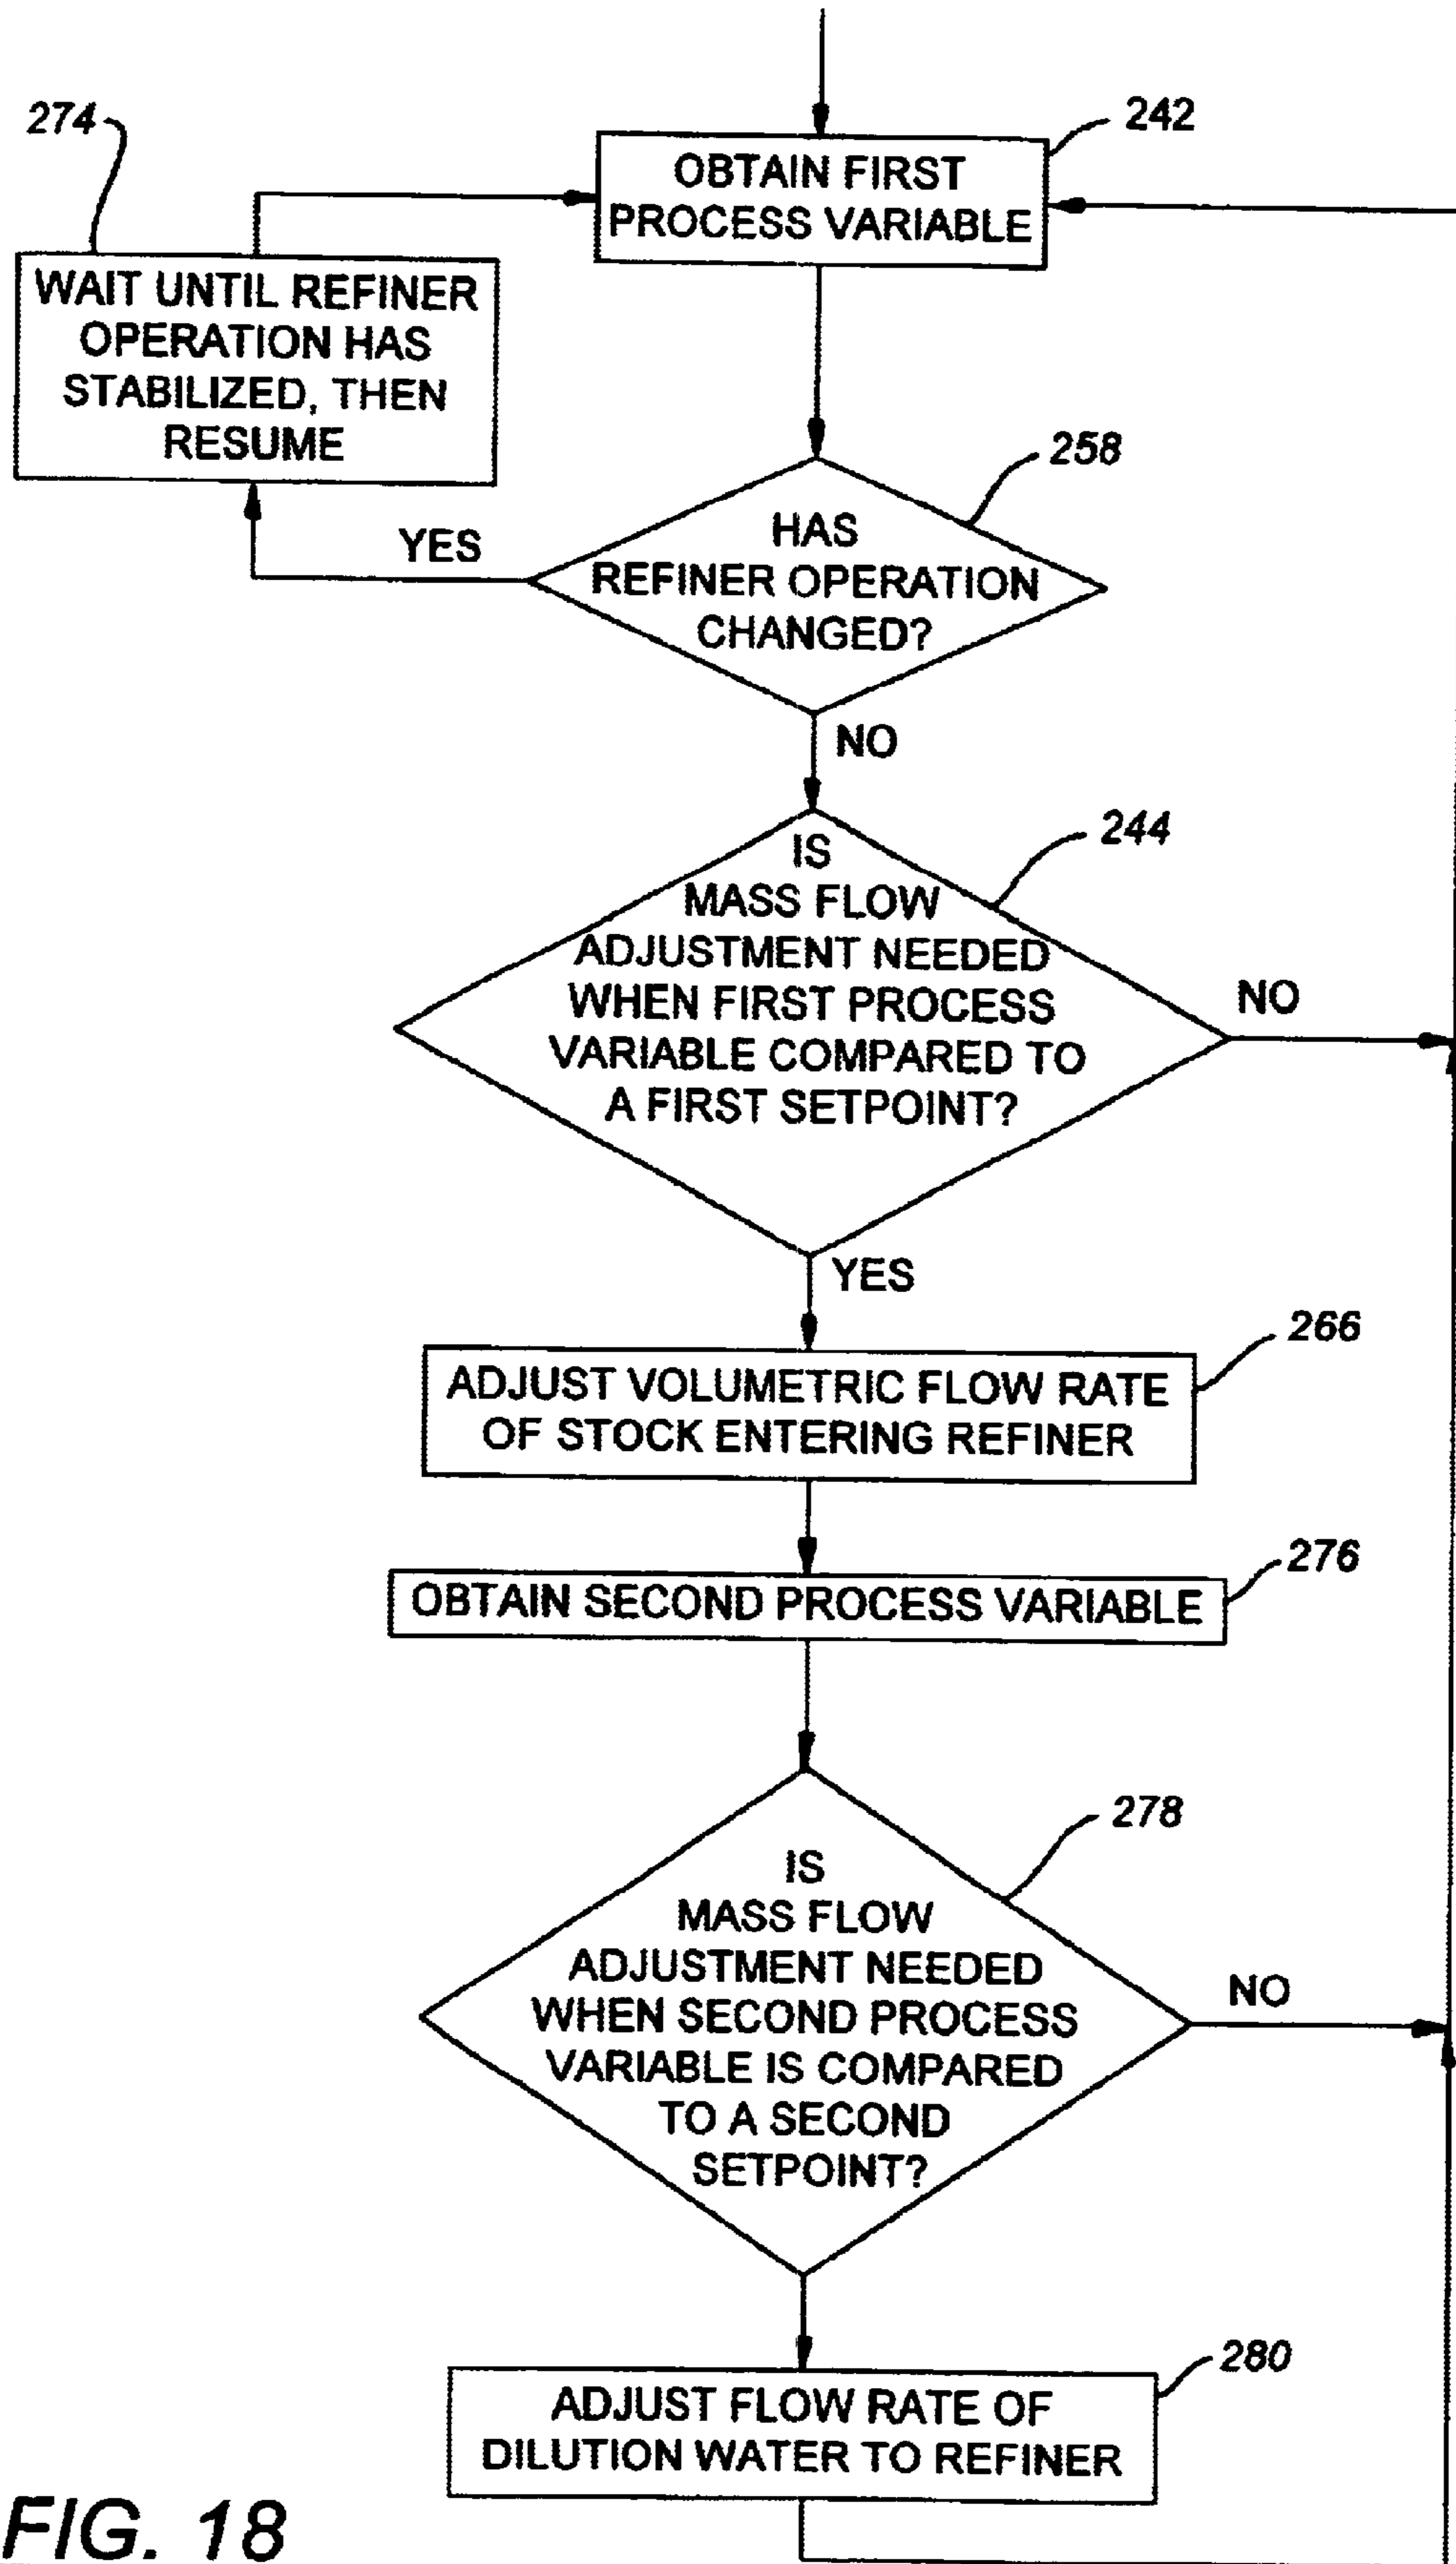 274
242
OBTAIN FIRST
PROCESS VARIABLE
WAIT UNTIL REFINER
OPERATION HAS
STABILIZED, THEN
RESUME
258
YES
HAS
REFINER OPERATION
CHANGED?
NO
244
IS
MASS FLOW
ADJUSTMENT NEEDED
WHEN FIRST PROCESS
VARIABLE COMPARED TO
A FIRST SETPOINT?
NO
YES
266
ADJUST VOLUMETRIC FLOW RATE
OF STOCK ENTERING REFINER
276
OBTAIN SECOND PROCESS VARIABLE
278
IS
MASS FLOW
ADJUSTMENT NEEDED
WHEN SECOND PROCESS
VARIABLE IS COMPARED
TO A SECOND
SETPOINT?
NO
280
ADJUST FLOW RATE OF
DILUTION WATER TO REFINER
FIG. 18